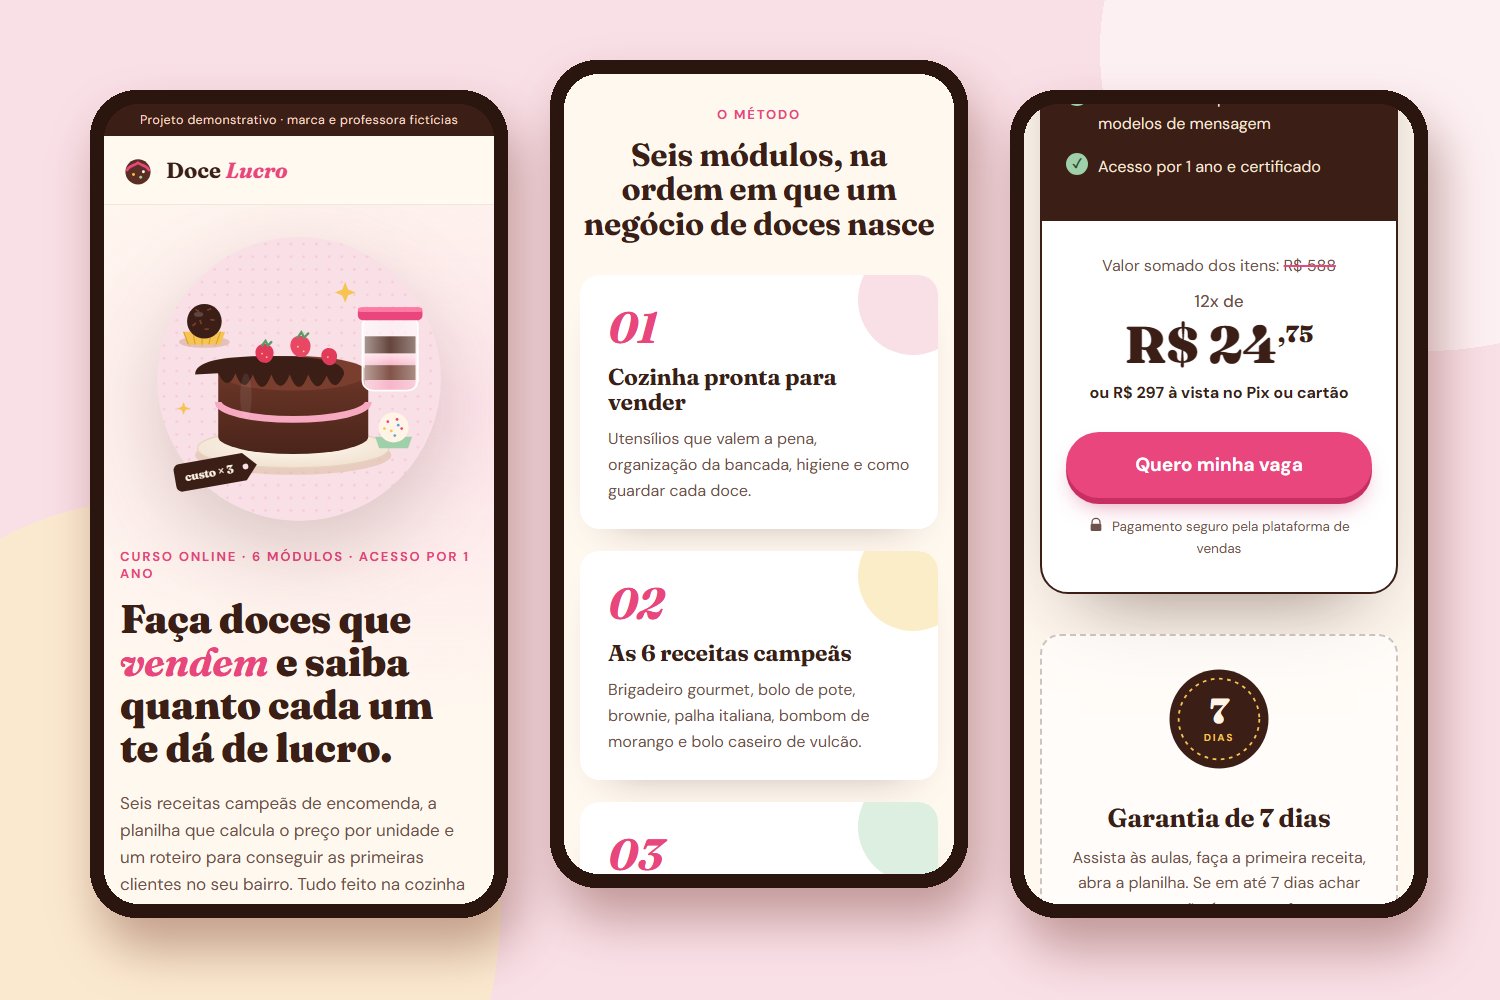 Projeto demonstrativo · marca e professora fictícias
Doce Lucro
custo × 3
CURSO ONLINE · 6 MÓDULOS · ACESSO POR 1
ANO
Faça doces que
vendem e saiba
quanto cada um
te dá de lucro.
Seis receitas campeãs de encomenda, a
planilha que calcula o preço por unidade e
um roteiro para conseguir as primeiras
clientes no seu bairro. Tudo feito na cozinha
O MÉTODO
Seis módulos, na
ordem em que um
negócio de doces nasce
01
Cozinha pronta para
vender
Utensílios que valem a pena,
organização da bancada, higiene e como
guardar cada doce.
02
As 6 receitas campeãs
Brigadeiro gourmet, bolo de pote,
brownie, palha italiana, bombom de
morango e bolo caseiro de vulcão.
03
modelos de mensagem
Acesso por 1 ano e certificado
Valor somado dos itens: R$ 588
12x de
R$ 24,75
ou R$ 297 à vista no Pix ou cartão
Quero minha vaga
Pagamento seguro pela plataforma de
vendas
7
DIAS
Garantia de 7 dias
Assista às aulas, faça a primeira receita,
abra a planilha. Se em até 7 dias achar